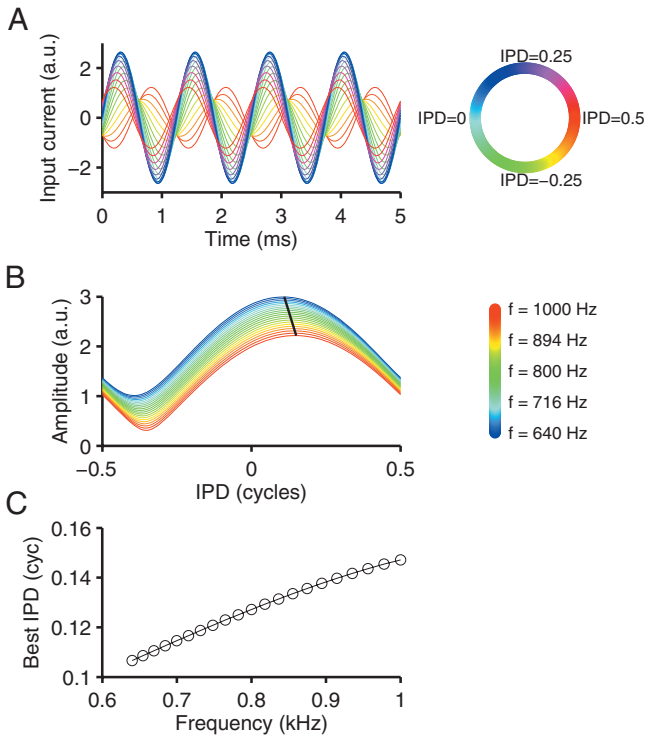 A
Input current (a.u.)
2
0
−2
0
1
2
3
4
5
Time (ms)
IPD=0.25
IPD=0
IPD=0.5
IPD=−0.25
B
Amplitude (a.u.)
3
2
1
0
−0.5
0
0.5
IPD (cycles)
f = 1000 Hz
f = 894 Hz
f = 800 Hz
f = 716 Hz
f = 640 Hz
C
Best IPD (cyc)
0.16
0.14
0.12
0.1
0.6
0.7
0.8
0.9
1
Frequency (kHz)